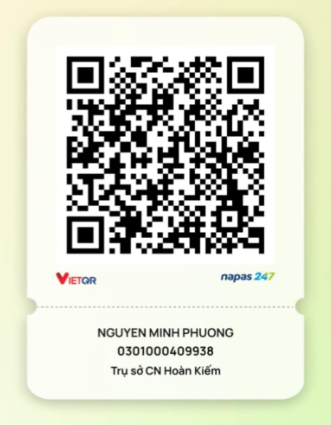 VIETQR
napas 247
NGUYEN MINH PHUONG
0301000409938
Trụ sở CN Hoàn Kiếm